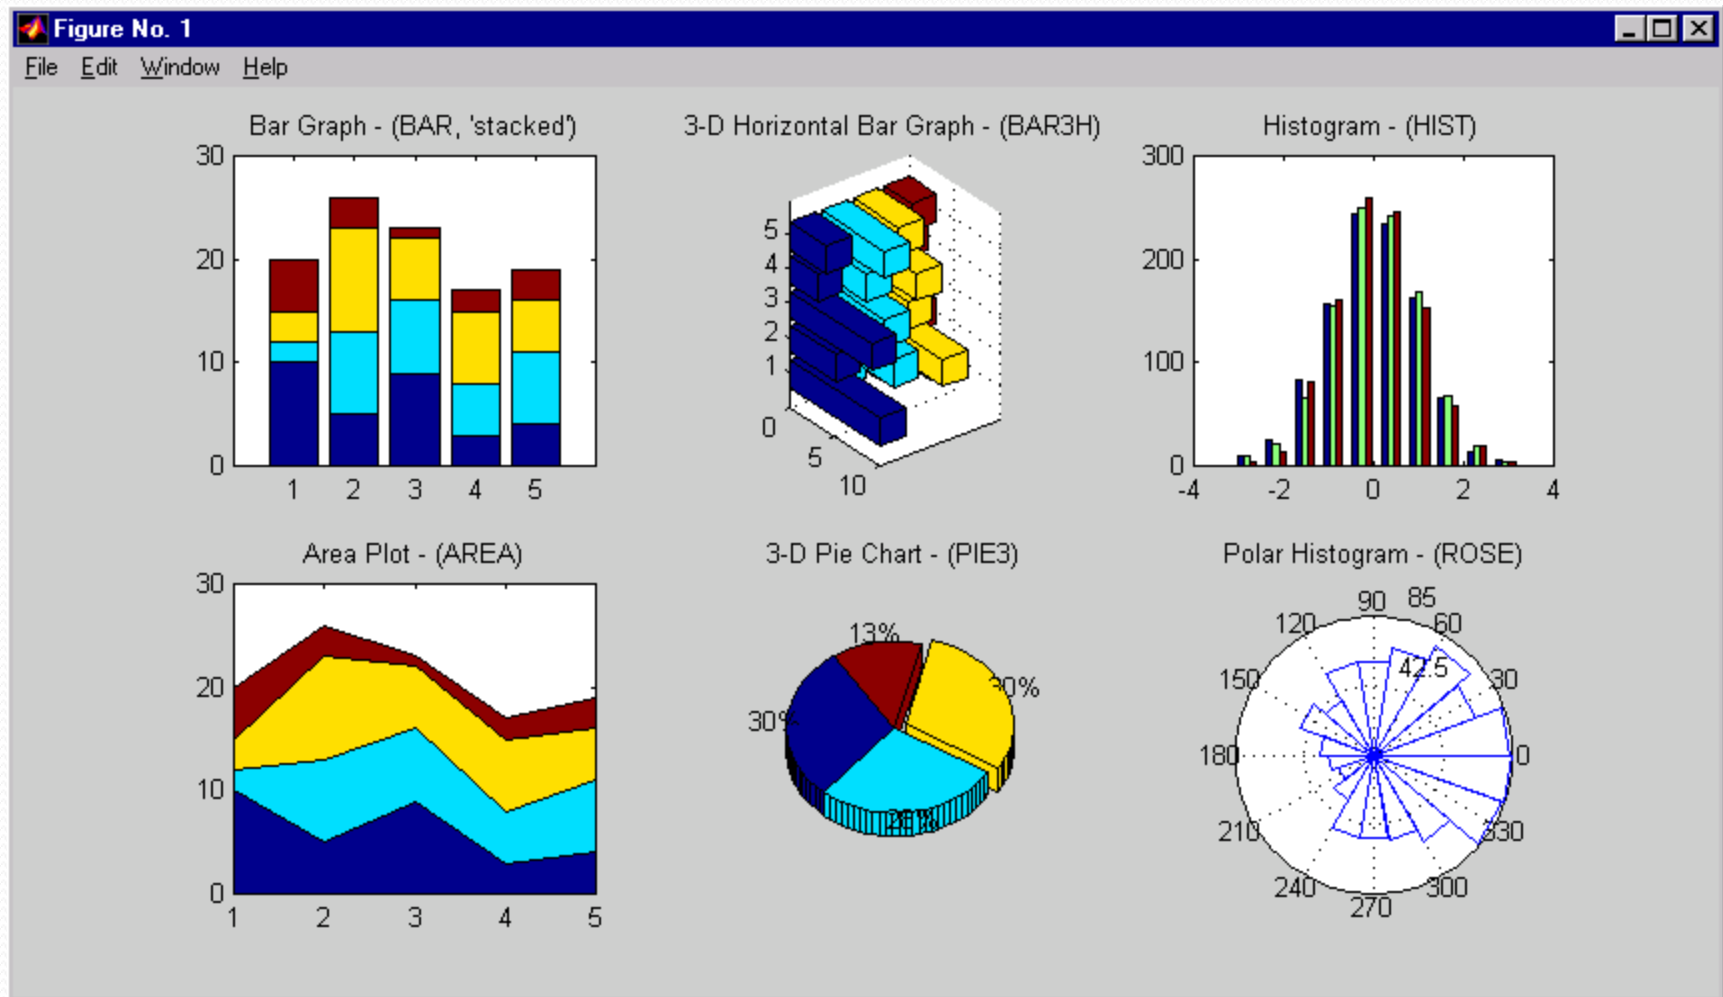 Figure No. 1
File Edit Window Help
Bar Graph - (BAR, 'stacked')
30
20
10
0
1 2 3 4 5
3-D Horizontal Bar Graph - (BAR3H)
5
4
3
2
1
0
5
10
Histogram - (HIST)
300
200
100
0
-4 -2 0 2 4
Area Plot - (AREA)
30
20
10
0
1 2 3 4 5
3-D Pie Chart - (PIE3)
13%
30%
30%
Polar Histogram - (ROSE)
90 85
120 60
42.5
150 30
180 0
210 330
240 300
270